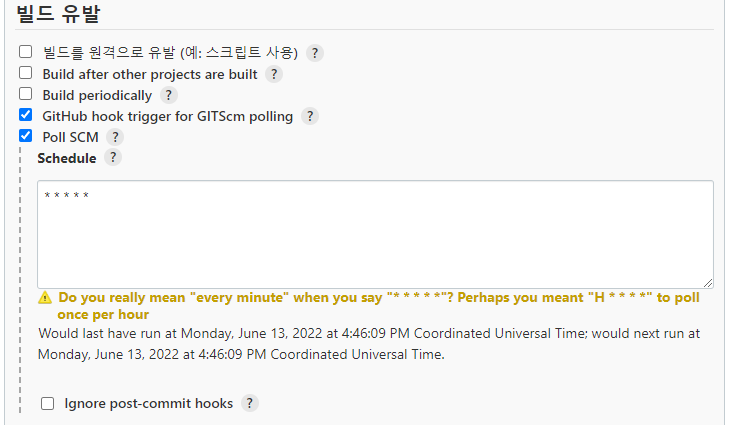 빌드 유발
빌드를 원격으로 유발 (예: 스크립트 사용) ?
Build after other projects are built ?
Build periodically ?
GitHub hook trigger for GITScm polling ?
Poll SCM ?
Schedule ?
* * * * *
Do you really mean "every minute" when you say "* * * * *"? Perhaps you meant "H * * * *" to poll
once per hour
Would last have run at Monday, June 13, 2022 at 4:46:09 PM Coordinated Universal Time; would next run at
Monday, June 13, 2022 at 4:46:09 PM Coordinated Universal Time.
Ignore post-commit hooks ?